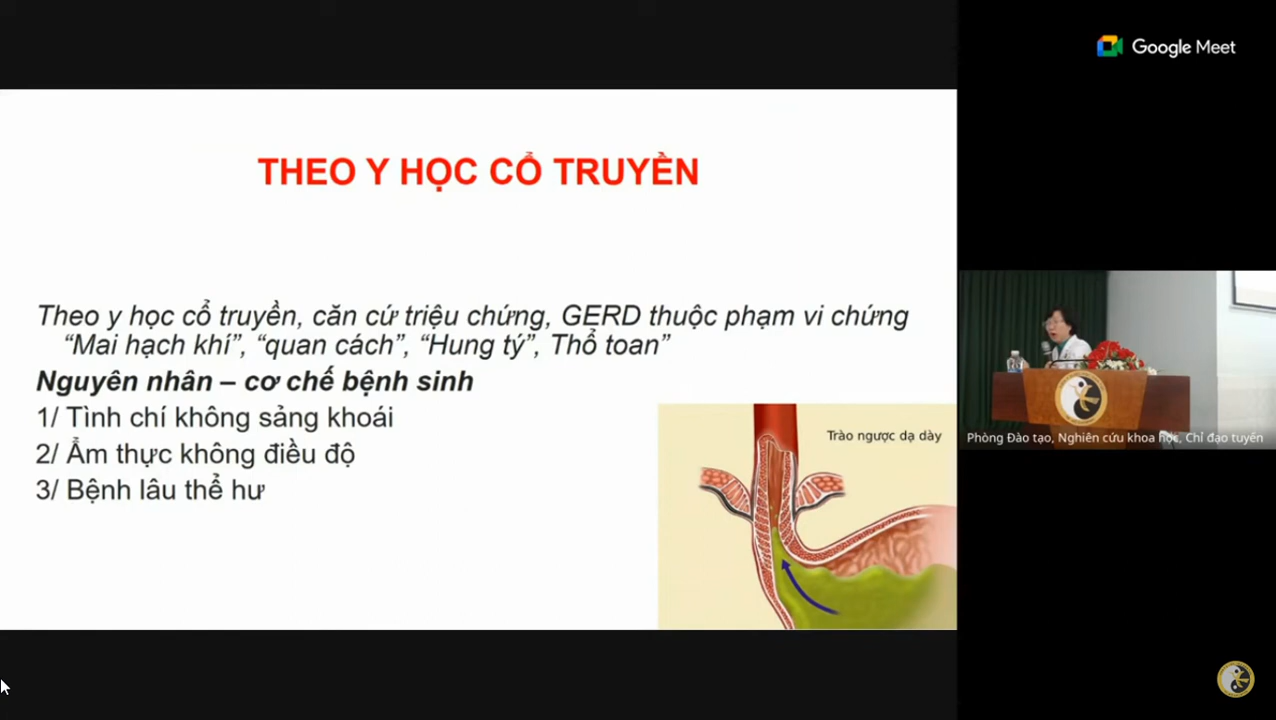 Google Meet
THEO Y HỌC CỔ TRUYỀN
Theo y học cổ truyền, căn cứ triệu chứng, GERD thuộc phạm vi chứng
“Mai hạch khí”, “quan cách”, “Hung tý”, Thổ toan”
Nguyên nhân – cơ chế bệnh sinh
1/ Tình chí không sảng khoái
2/ Ẩm thực không điều độ
3/ Bệnh lâu thể hư
Trào ngược dạ dày
Phòng Đào tạo, Nghiên cứu khoa học, Chỉ đạo tuyến